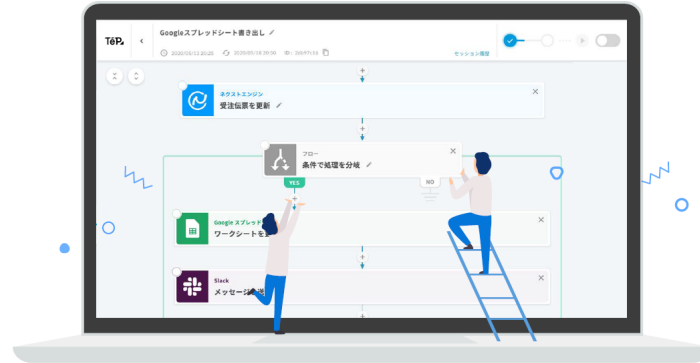 TēP.
Googleスプレッドシート書き出し
セッション履歴
ネクストエンジン
受注伝票を更新
フロー
条件で処理を分岐
YES
NO
Google スプレッド
ワークシートを
Slack
メッセージ